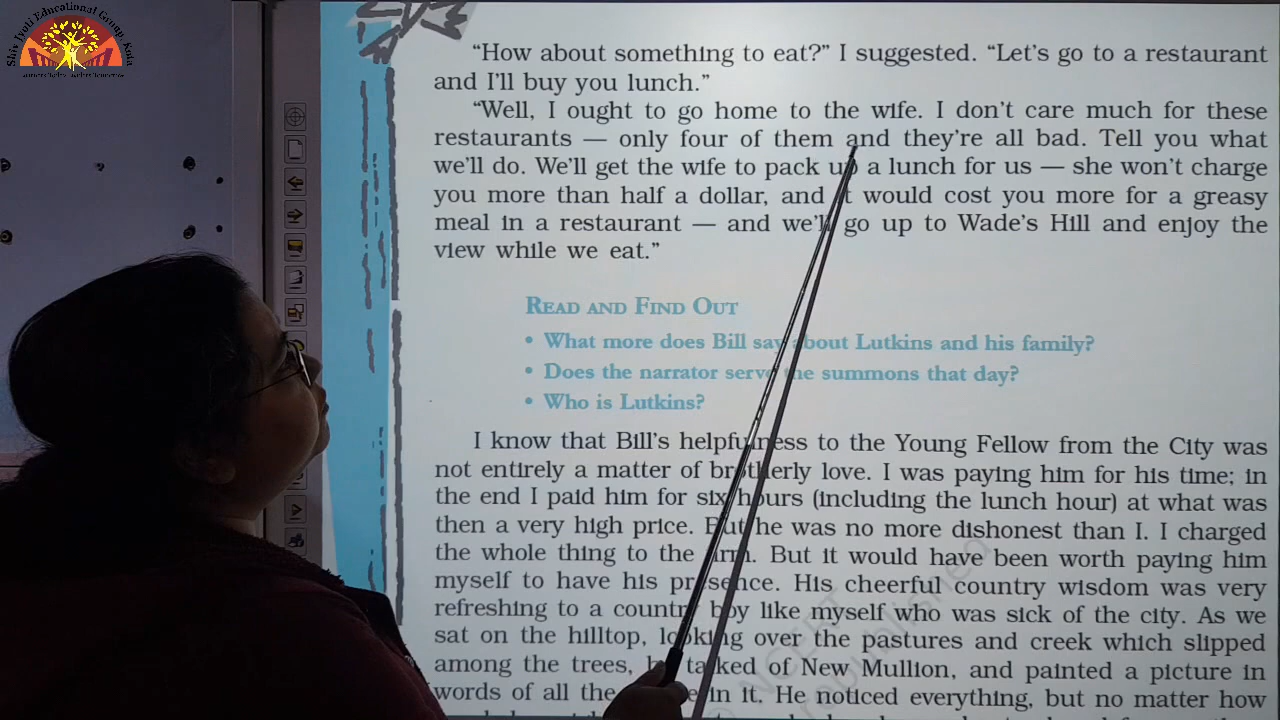 Shiv Jyoti Educational Group, Kota
"How about something to eat?" I suggested. "Let's go to a restaurant
and I'll buy you lunch."
"Well, I ought to go home to the wife. I don't care much for these
restaurants — only four of them and they're all bad. Tell you what
we'll do. We'll get the wife to pack up a lunch for us — she won't charge
you more than half a dollar, and it would cost you more for a greasy
meal in a restaurant — and we'll go up to Wade's Hill and enjoy the
view while we eat."
READ AND FIND OUT
• What more does Bill say about Lutkins and his family?
• Does the narrator serve the summons that day?
• Who is Lutkins?
I know that Bill's helpfulness to the Young Fellow from the City was
not entirely a matter of brotherly love. I was paying him for his time; in
the end I paid him for six hours (including the lunch hour) at what was
then a very high price. But he was no more dishonest than I. I charged
the whole thing to the firm. But it would have been worth paying him
myself to have his presence. His cheerful country wisdom was very
refreshing to a country boy like myself who was sick of the city. As we
sat on the hilltop, looking over the pastures and creek which slipped
among the trees, he talked of New Mullion, and painted a picture in
words of all the in it. He noticed everything, but no matter how
NCERT
republished